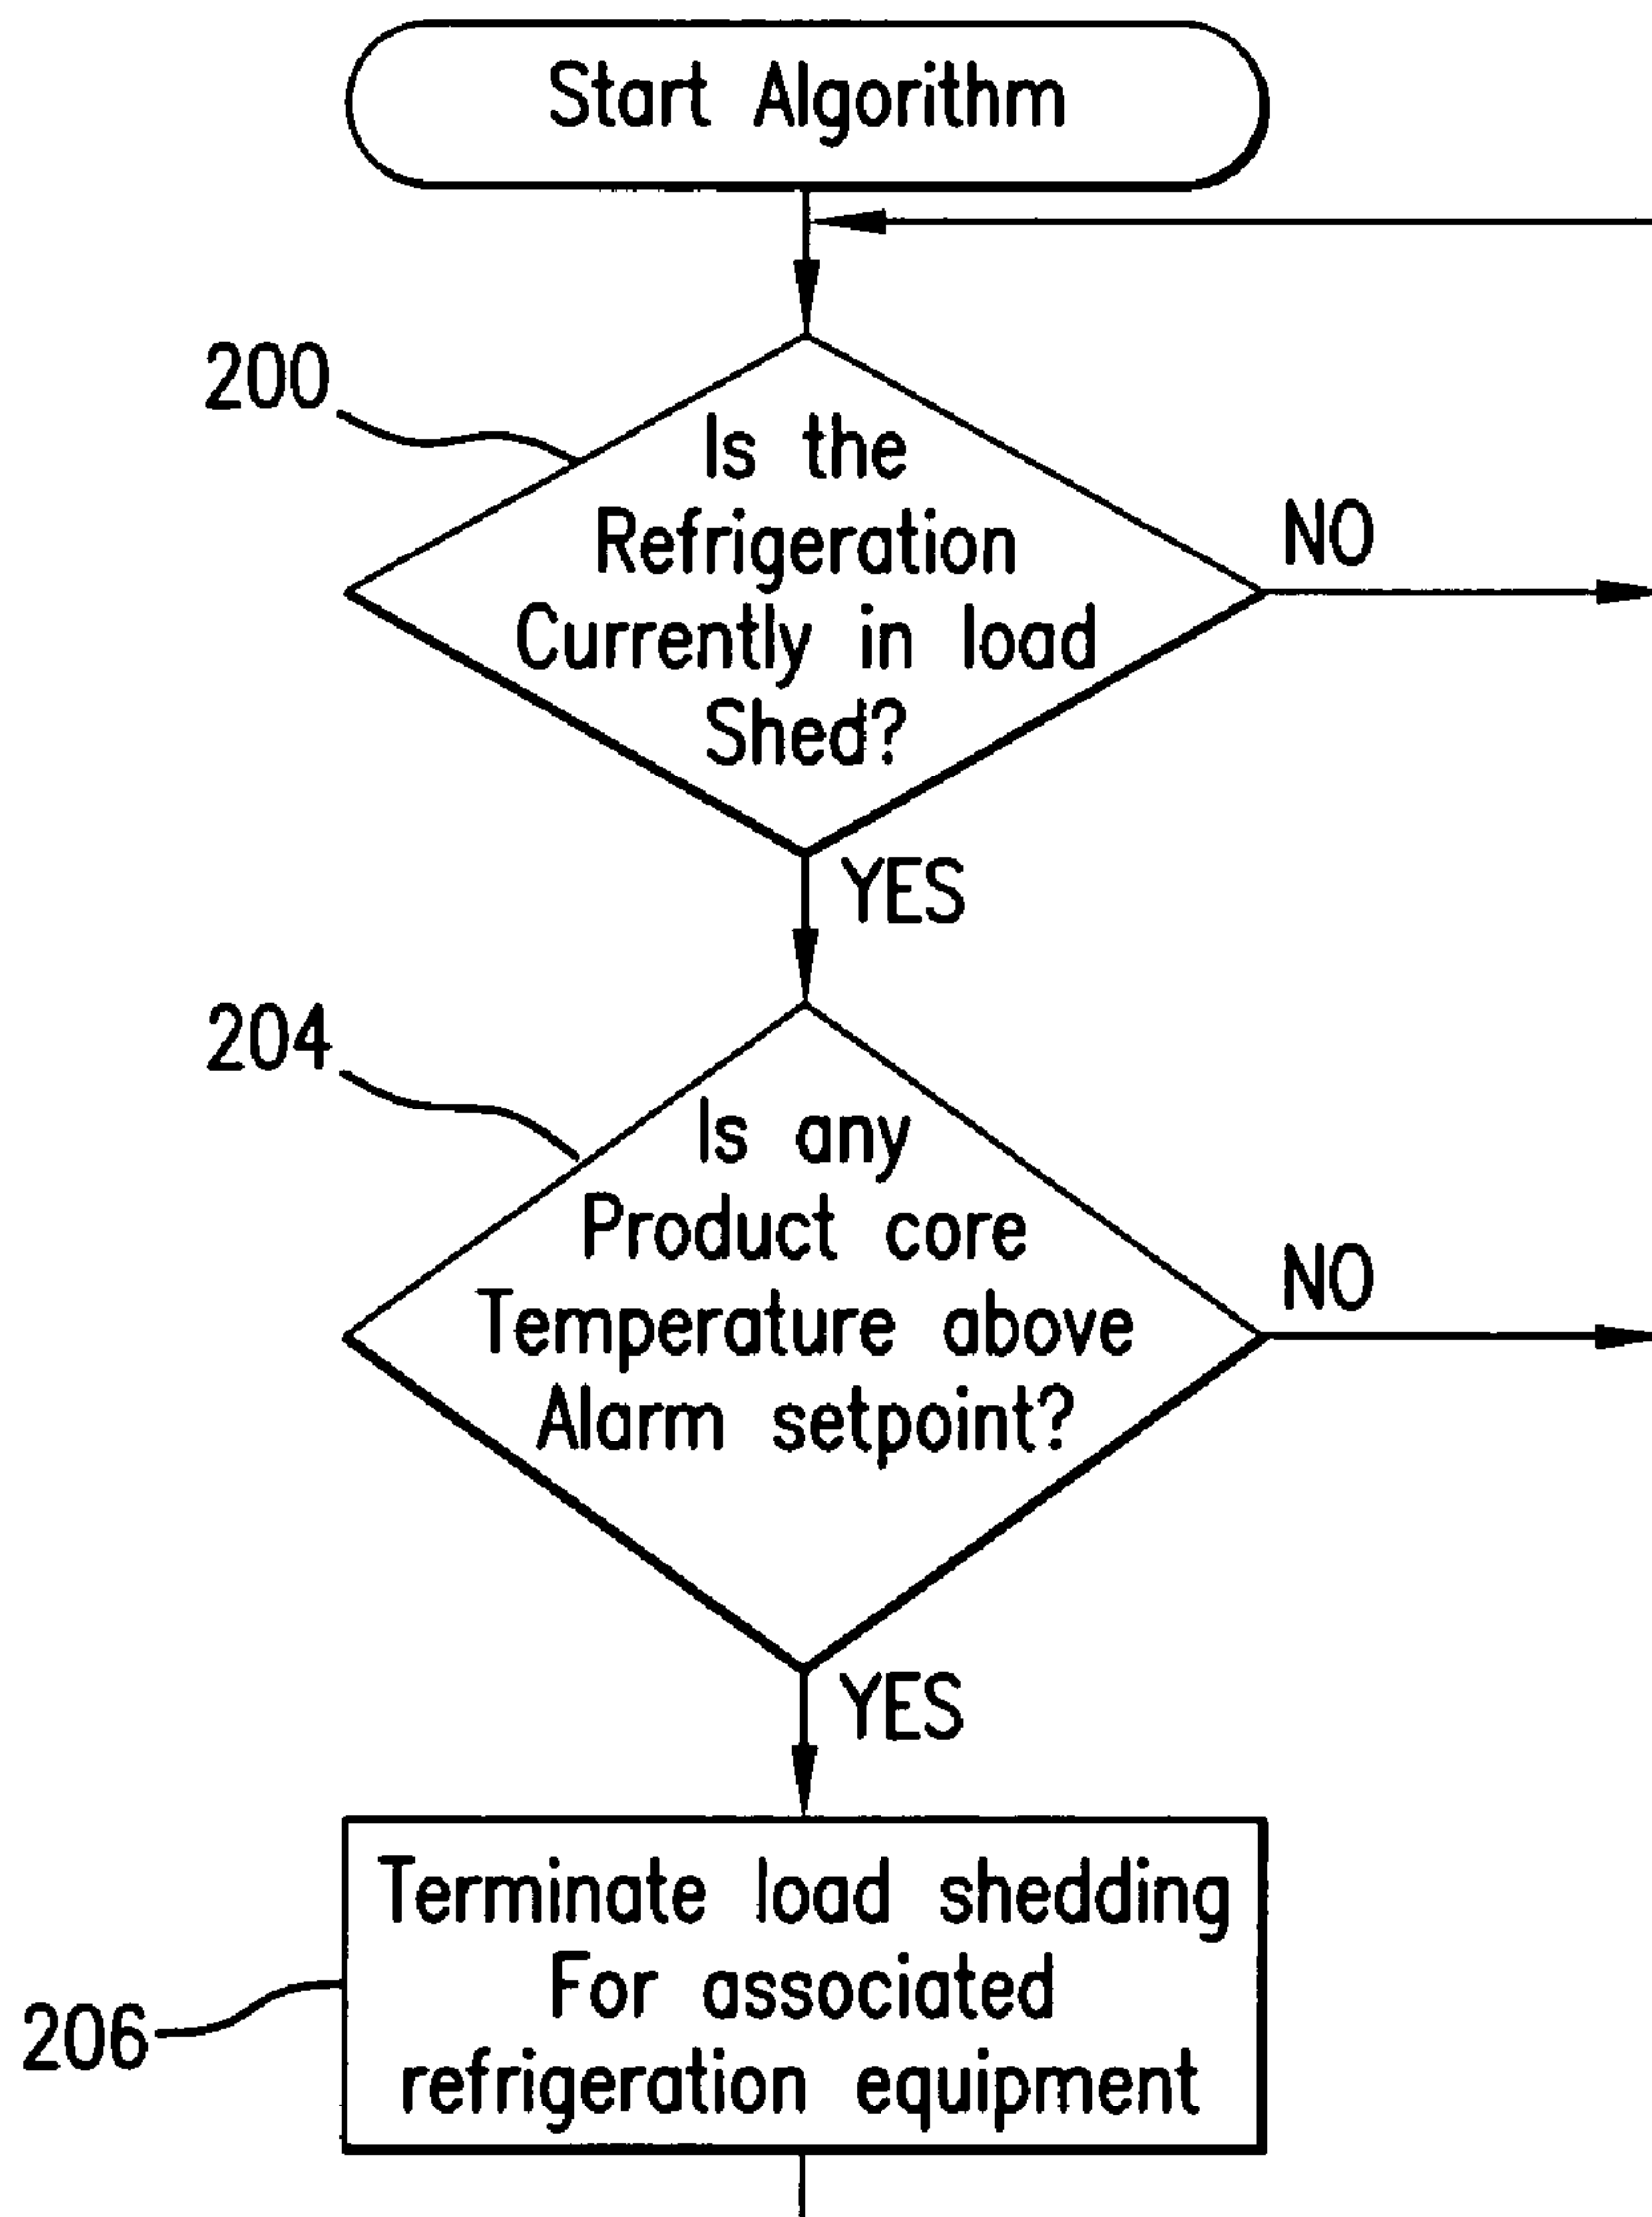 Start Algorithm
200
Is the
Refrigeration
Currently in load
Shed?
NO
YES
204
Is any
Product core
Temperature above
Alarm setpoint?
NO
YES
206
Terminate load shedding
For associated
refrigeration equipment